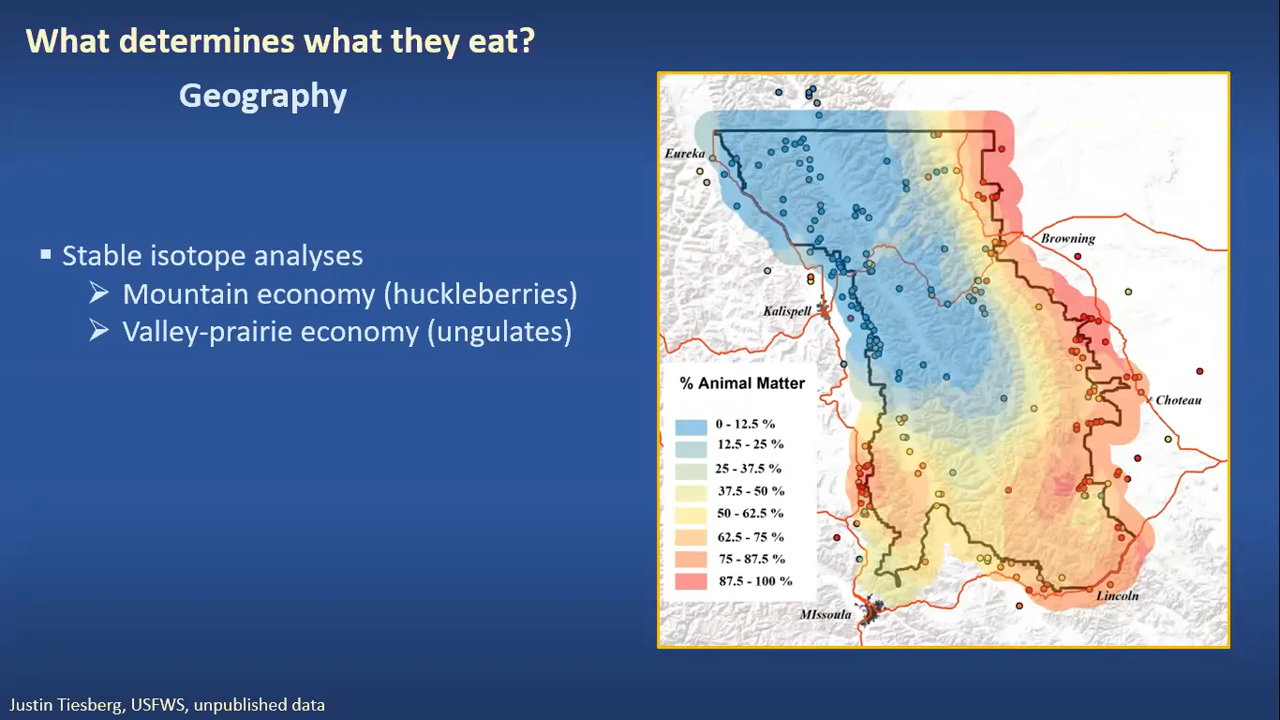 What determines what they eat?
Geography
▪ Stable isotope analyses
➢ Mountain economy (huckleberries)
➢ Valley-prairie economy (ungulates)
Eureka
Browning
Kalispell
% Animal Matter
0 - 12.5 %
12.5 - 25 %
25 - 37.5 %
37.5 - 50 %
50 - 62.5 %
62.5 - 75 %
75 - 87.5 %
87.5 - 100 %
Choteau
Lincoln
MIssoula
Justin Tiesberg, USFWS, unpublished data